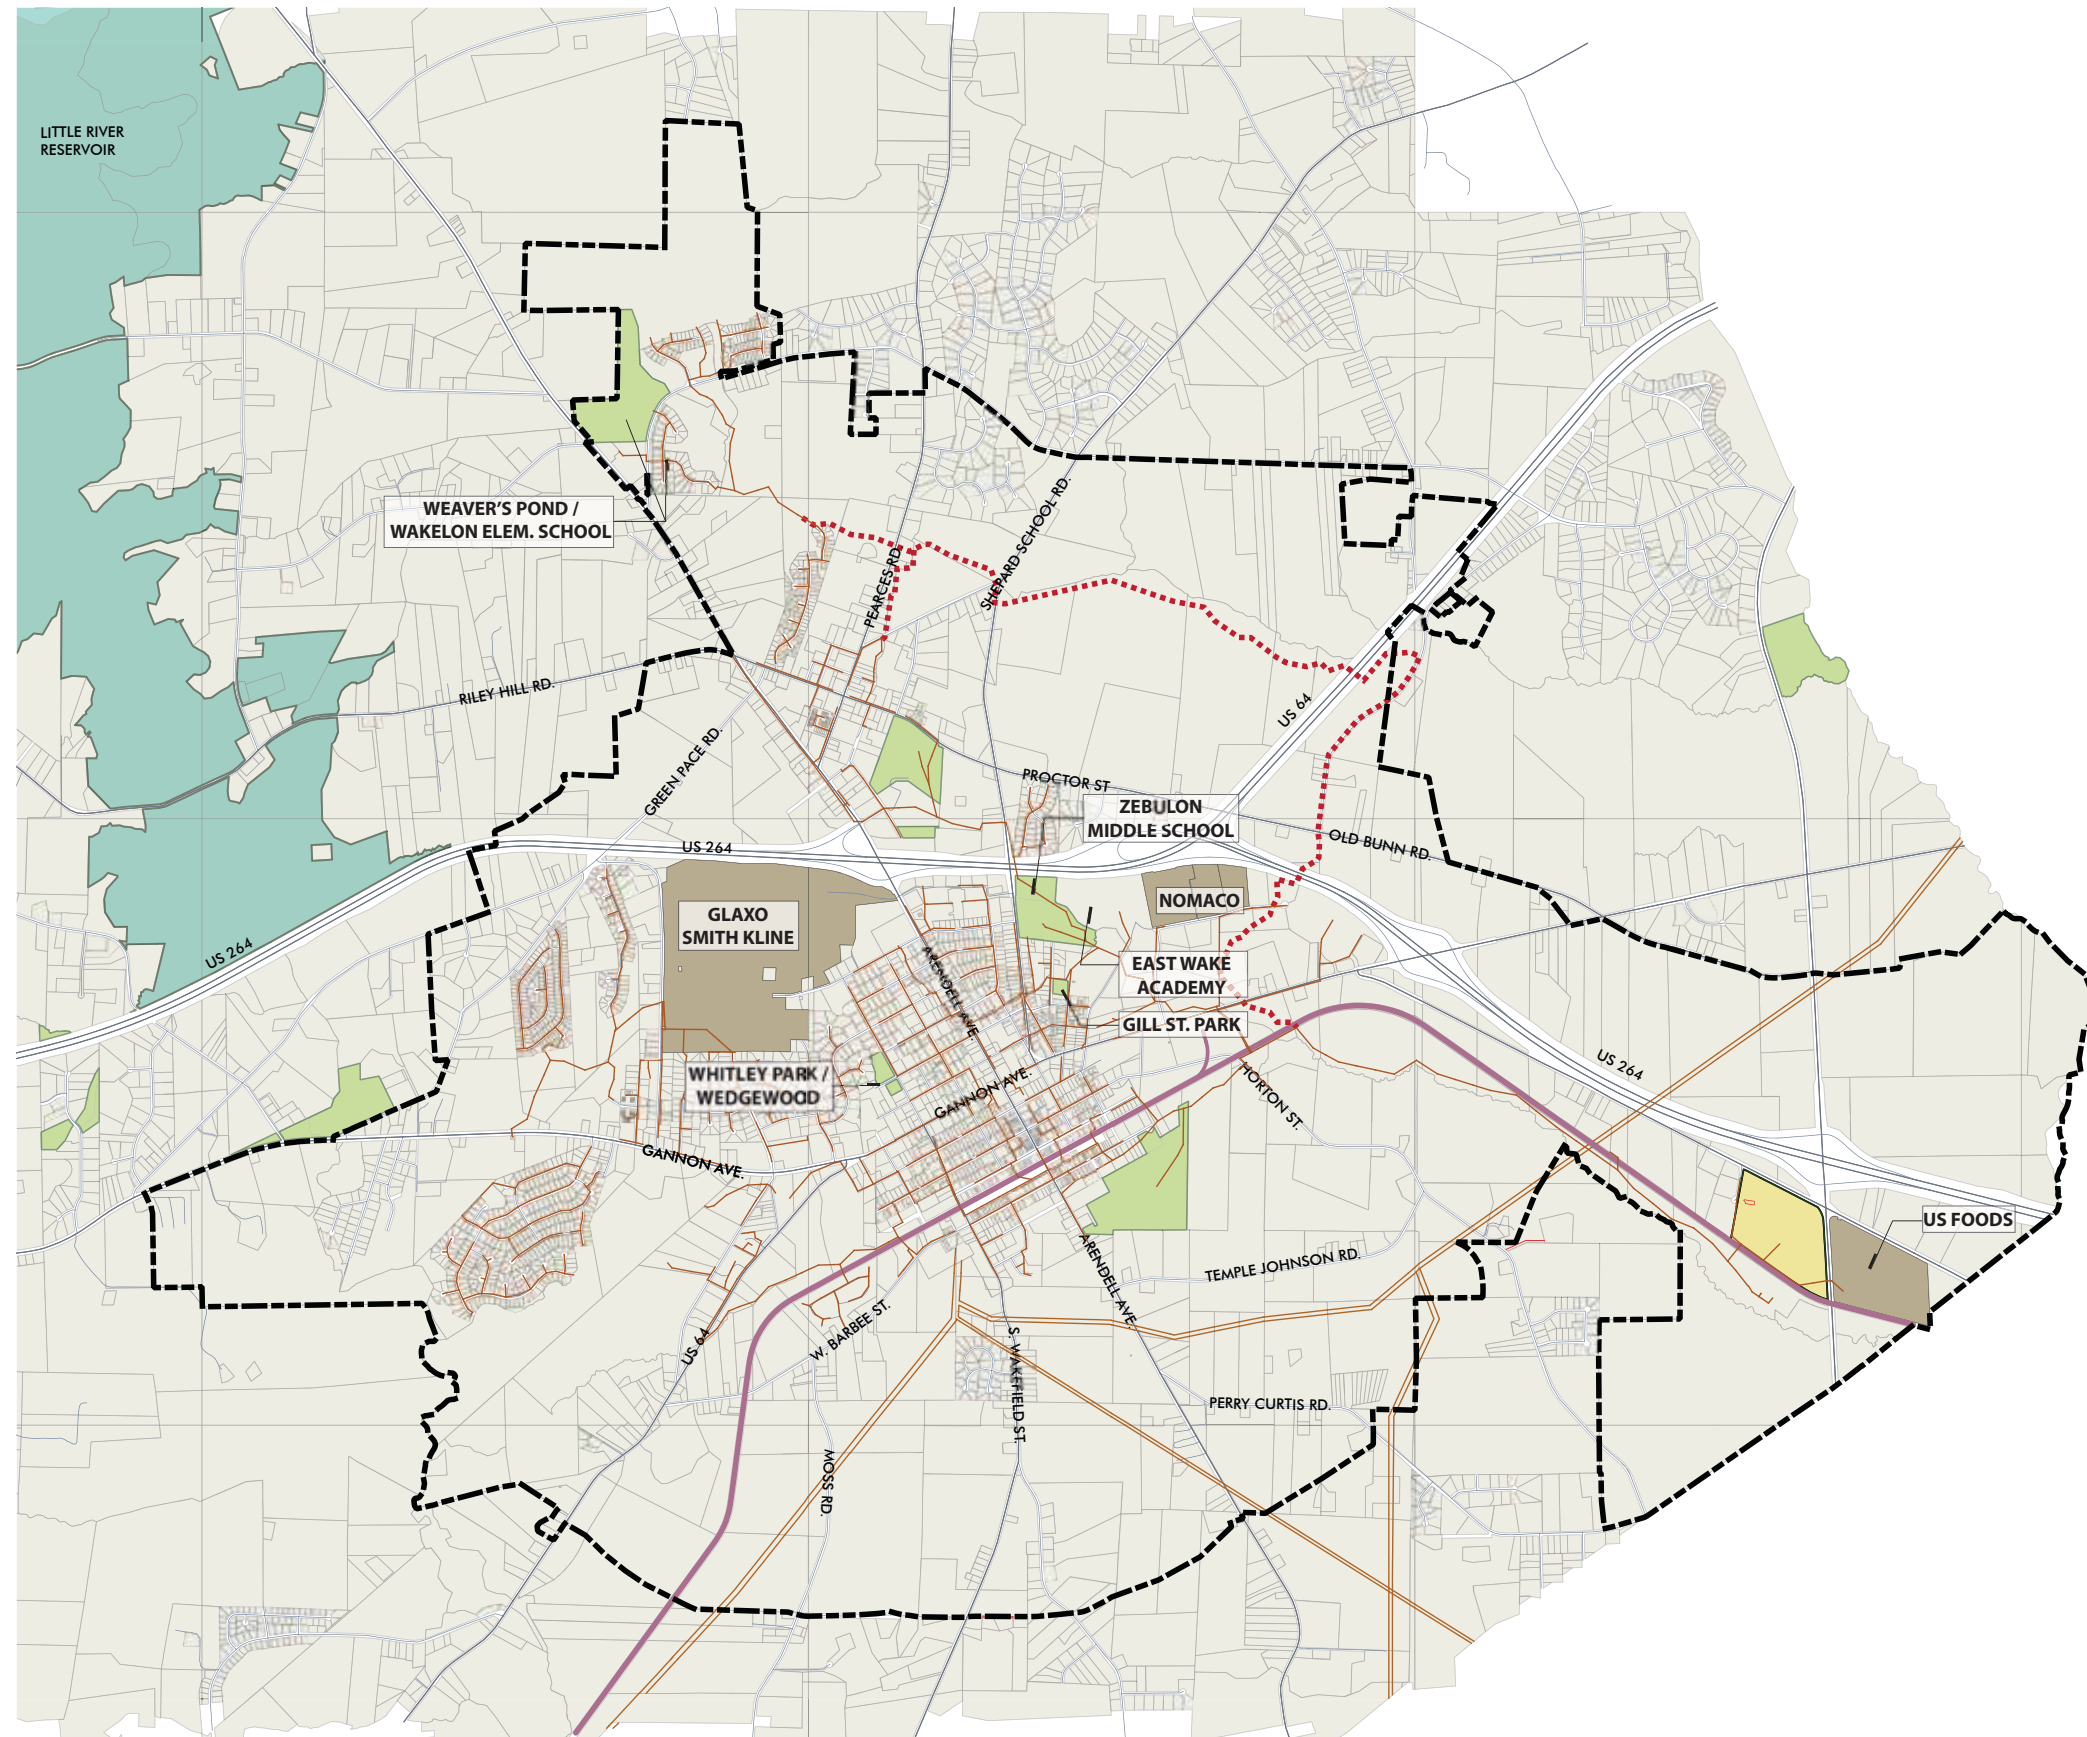 LITTLE RIVER
RESERVOIR
WEAVER'S POND /
WAKELON ELEM. SCHOOL
PEARCES RD.
SHEPARD SCHOOL RD.
RILEY HILL RD.
GREEN PACE RD.
US 64
PROCTOR ST
ZEBULON
MIDDLE SCHOOL
OLD BUNN RD.
US 264
GLAXO
SMITH KLINE
NOMACO
US 264
ARENDELL AVE.
EAST WAKE
ACADEMY
GILL ST. PARK
WHITLEY PARK /
WEDGEWOOD
GANNON AVE.
HORTON ST.
US 264
GANNON AVE.
US FOODS
ARENDELL AVE.
TEMPLE JOHNSON RD.
W. BARBEE ST.
US 64
S. WAKEFIELD ST.
PERRY CURTIS RD.
MOSS RD.